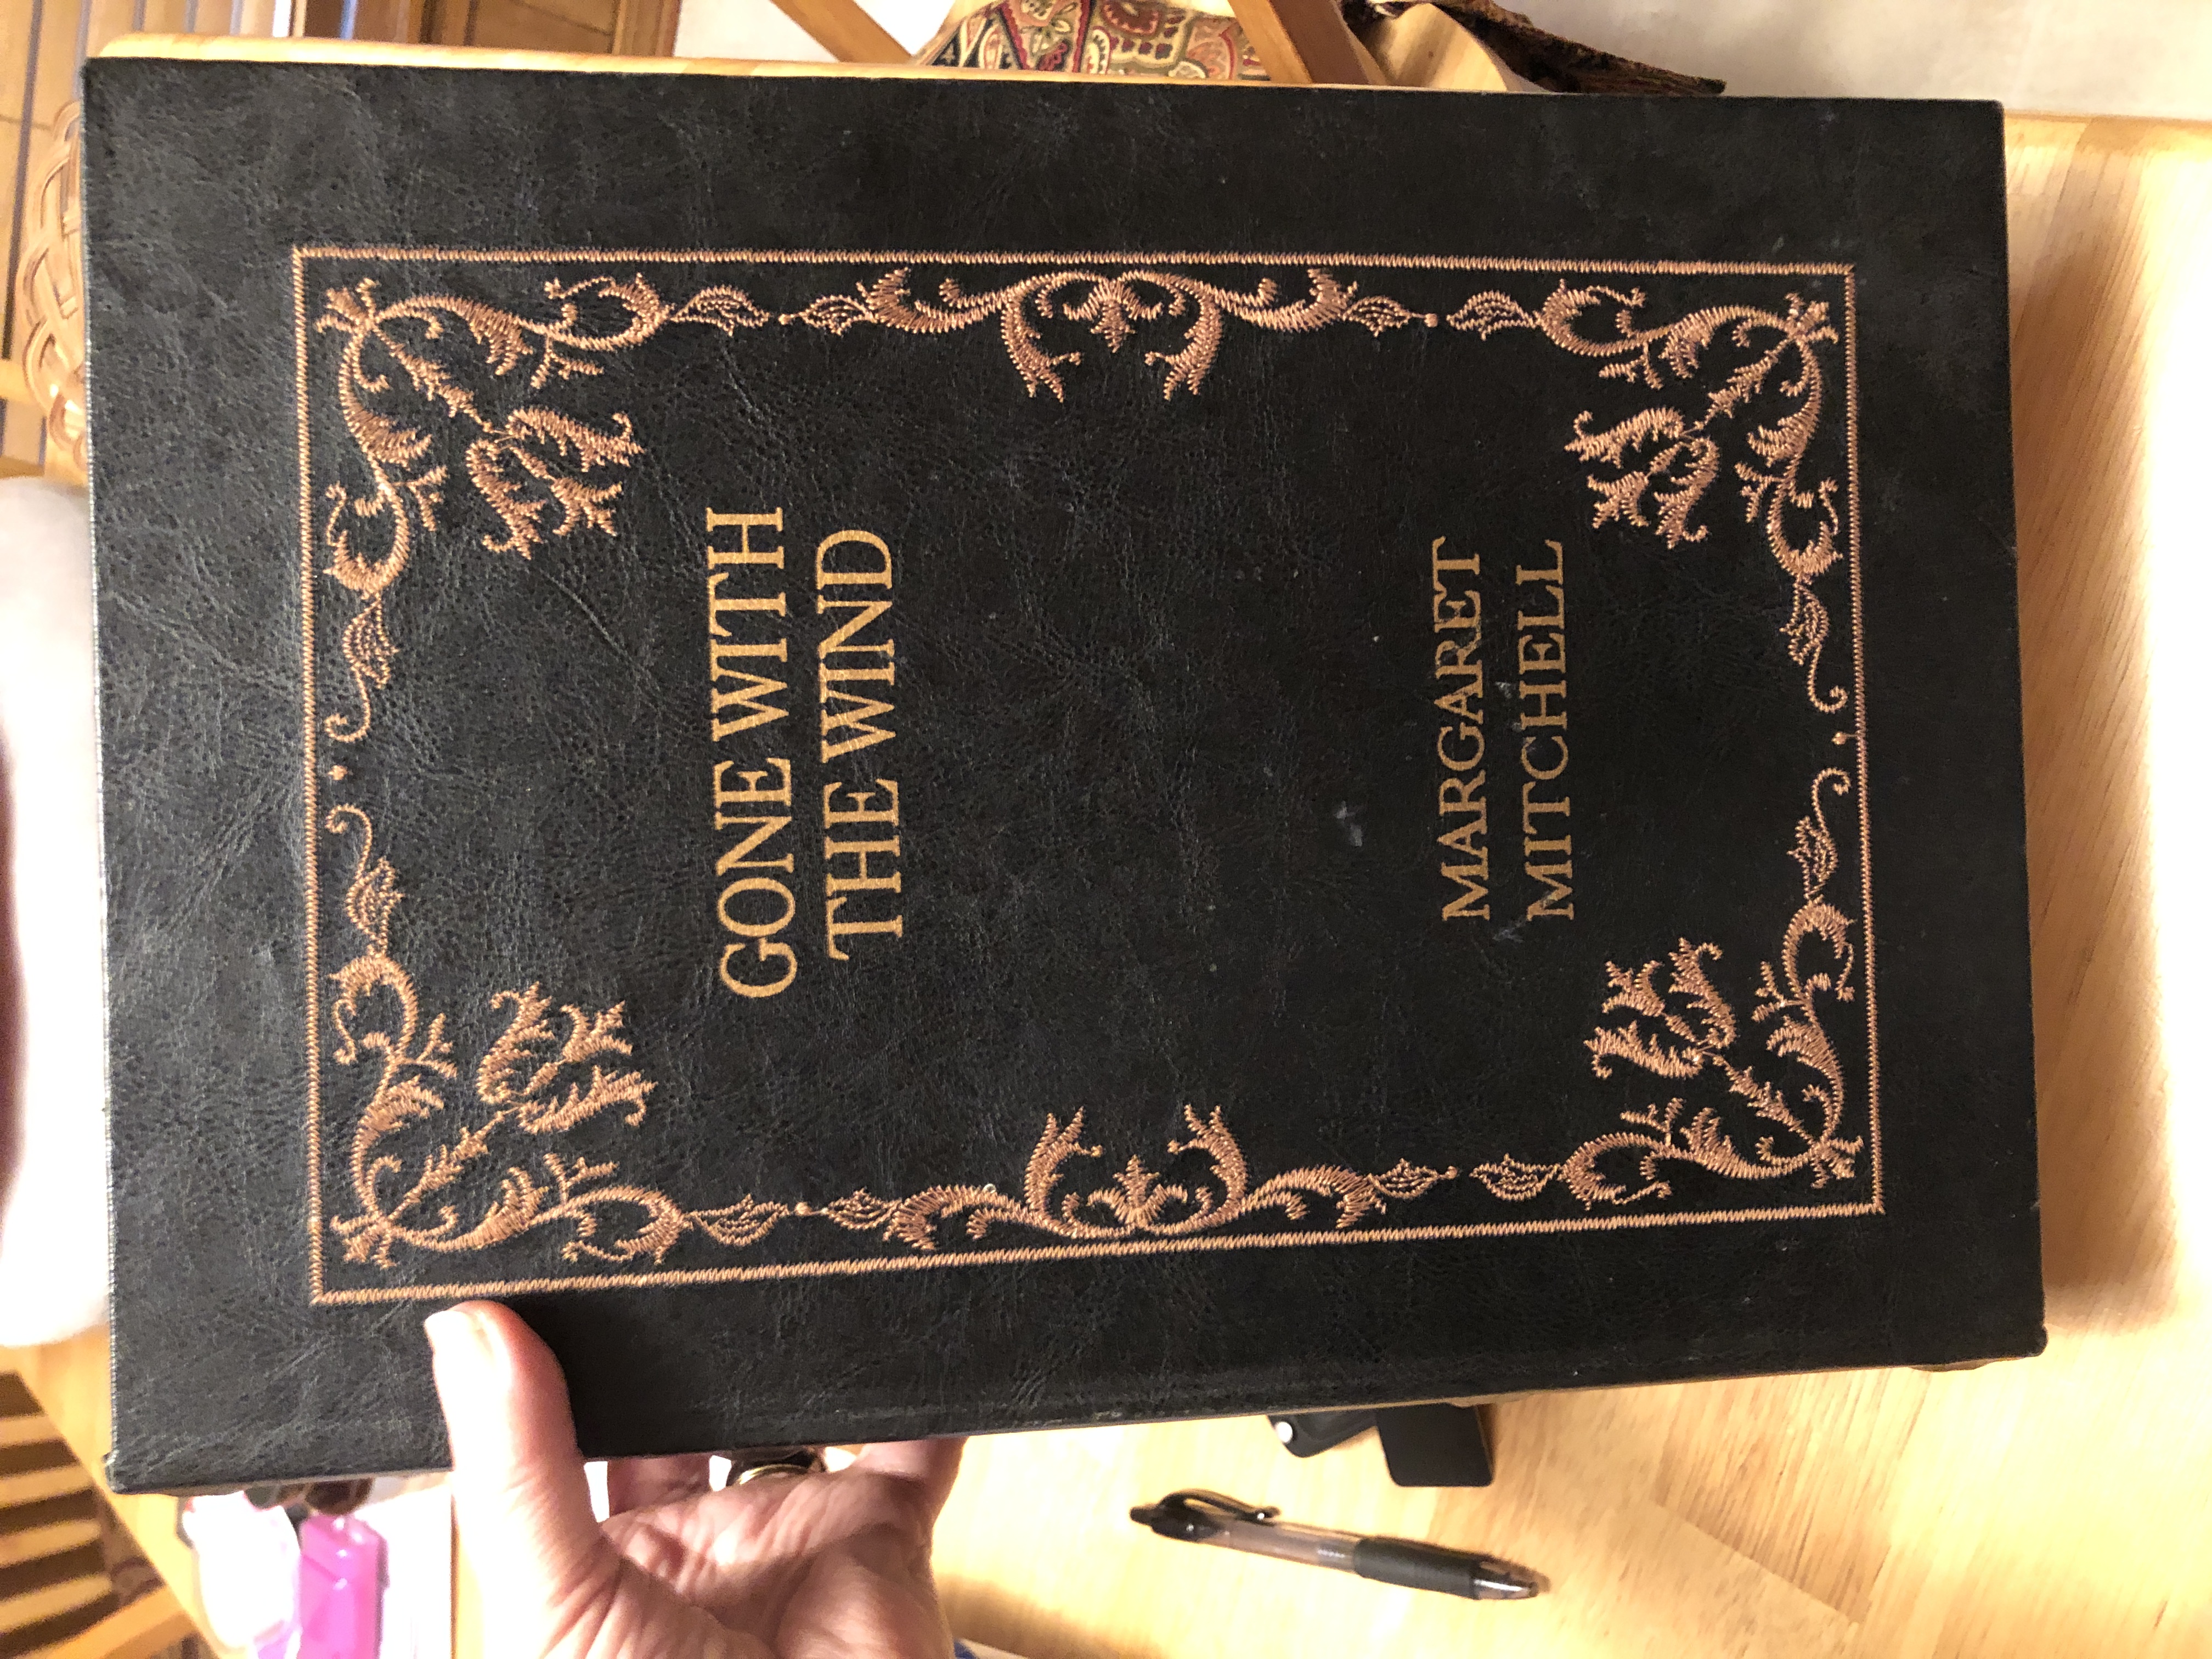 GONE WITH
THE WIND
MARGARET
MITCHELL